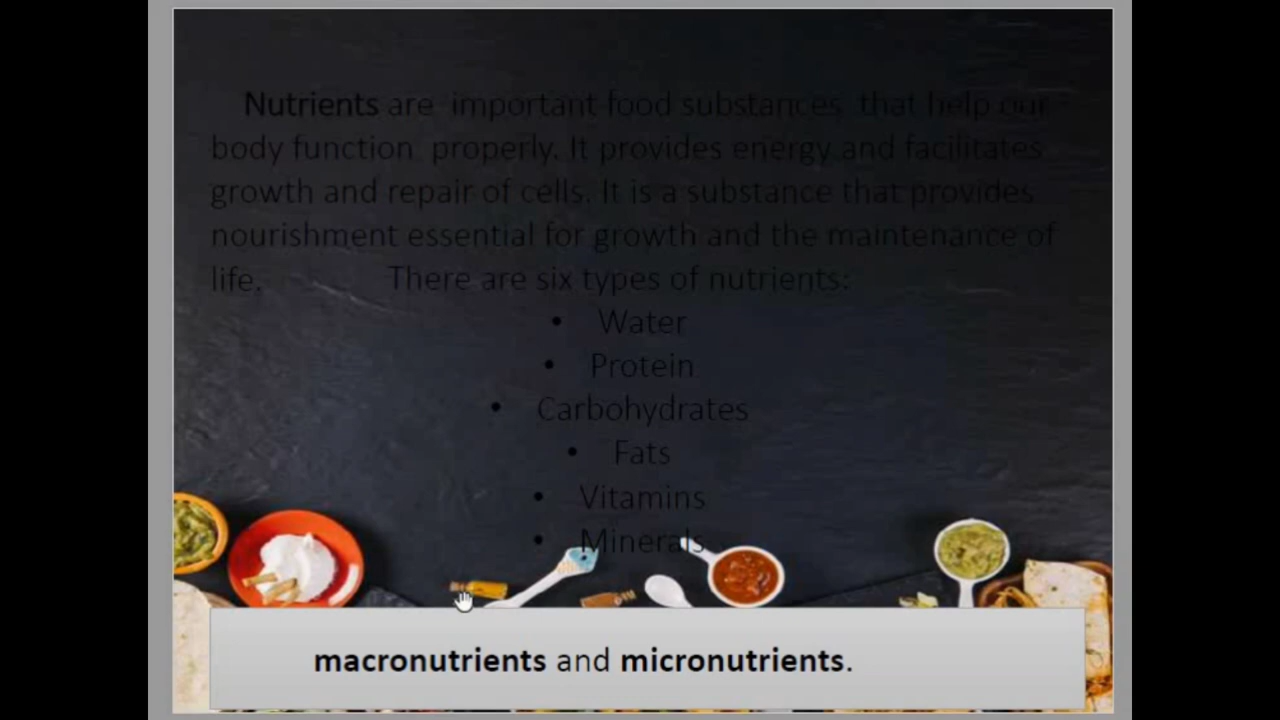 Nutrients are important food substances that help our
body function properly. It provides energy and facilitates
growth and repair of cells. It is a substance that provides
nourishment essential for growth and the maintenance of
life. There are six types of nutrients:
• Water
• Protein
• Carbohydrates
• Fats
• Vitamins
• Minerals
macronutrients and micronutrients.